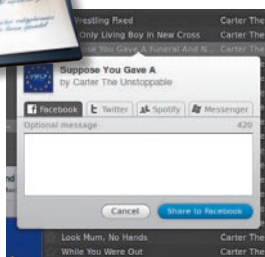 Wrestling Fixed Carter The
Only Living Boy In New Cross Carter The
Suppose You Gave A Funeral And N... Carter The
Suppose You Gave A
by Carter The Unstoppable
Facebook Twitter Spotify Messenger
Optional message 420
Cancel Share to Facebook
Look Mum, No Hands Carter The
While You Were Out Carter The